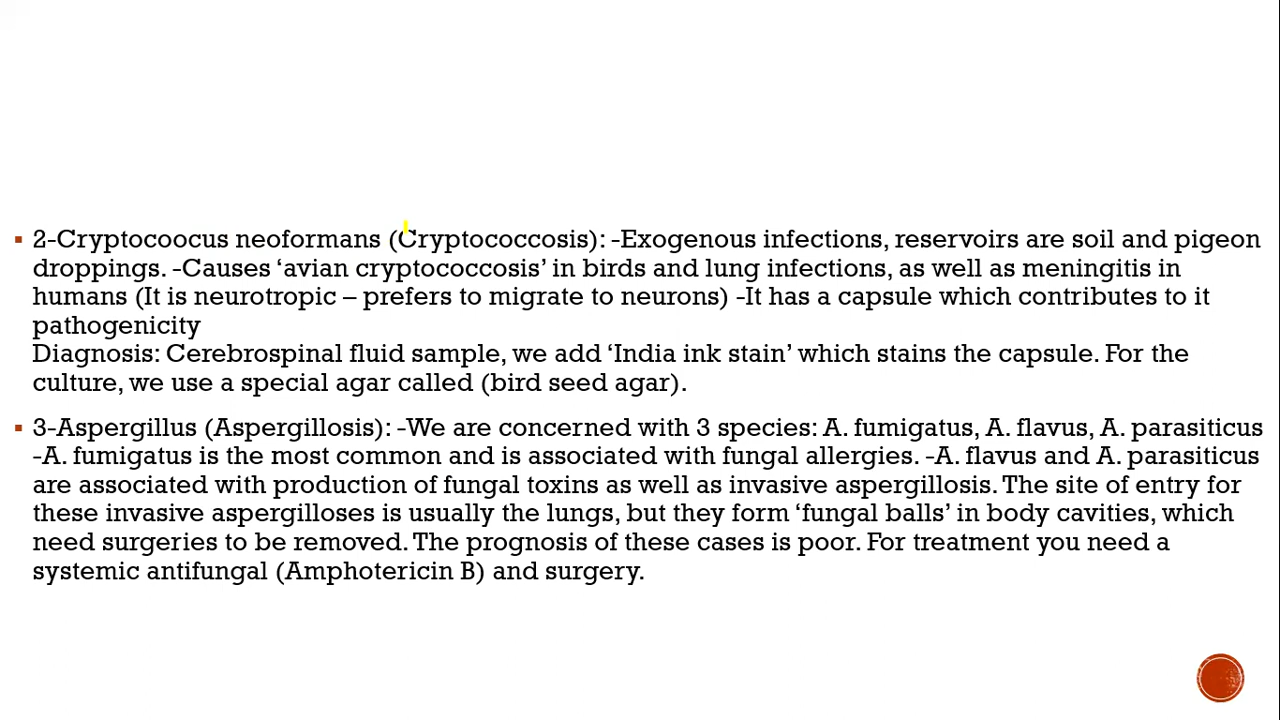 2-Cryptocoocus neoformans (Cryptococcosis): -Exogenous infections, reservoirs are soil and pigeon
droppings. -Causes ‘avian cryptococcosis’ in birds and lung infections, as well as meningitis in
humans (It is neurotropic – prefers to migrate to neurons) -It has a capsule which contributes to it
pathogenicity
Diagnosis: Cerebrospinal fluid sample, we add ‘India ink stain’ which stains the capsule. For the
culture, we use a special agar called (bird seed agar).
3-Aspergillus (Aspergillosis): -We are concerned with 3 species: A. fumigatus, A. flavus, A. parasiticus
-A. fumigatus is the most common and is associated with fungal allergies. -A. flavus and A. parasiticus
are associated with production of fungal toxins as well as invasive aspergillosis. The site of entry for
these invasive aspergilloses is usually the lungs, but they form ‘fungal balls’ in body cavities, which
need surgeries to be removed. The prognosis of these cases is poor. For treatment you need a
systemic antifungal (Amphotericin B) and surgery.